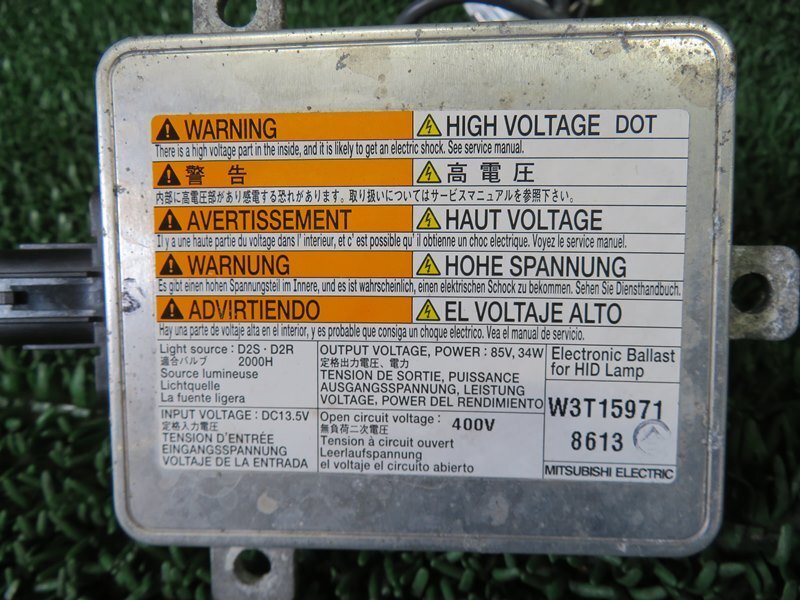 WARNING HIGH VOLTAGE DOT
There is a high voltage part in the inside, and it is likely to get an electric shock. See service manual.
警告 高電圧
内部に高電圧部があり感電する恐れがあります。取り扱いについてはサービスマニュアルを参照下さい。
AVERTISSEMENT HAUT VOLTAGE
Il y a une haute partie du voltage dans l' interieur, et c' est possible qu' il obtienne un choc electrique. Voyez le service manuel.
WARNUNG HOHE SPANNUNG
Es gibt einen hohen Spannungsteil im Innere, und es ist wahrscheinlich, einen elektrischen Schock zu bekommen. Sehen Sie Diensthandbuch.
ADVIRTIENDO EL VOLTAJE ALTO
Hay una parte de voltaje alta en el interior, y es probable que consiga un choque electrico. Vea el manual de servicio.
Light source : D2S · D2R
適合バルブ 2000H
Source lumineuse
Lichtquelle
La fuente ligera
OUTPUT VOLTAGE, POWER : 85V, 34W
定格出力電圧、電力
TENSION DE SORTIE, PUISSANCE
AUSGANGSSPANNUNG, LEISTUNG
VOLTAGE, POWER DEL RENDIMIENTO
Electronic Ballast
for HID Lamp
INPUT VOLTAGE : DC13.5V
定格入力電圧
TENSION D'ENTRÉE
EINGANGSSPANNUNG
VOLTAJE DE LA ENTRADA
Open circuit voltage : 400V
無負荷二次電圧
Tension à circuit ouvert
Leerlaufspannung
el voltaje el circuito abierto
W3T15971
8613
MITSUBISHI ELECTRIC